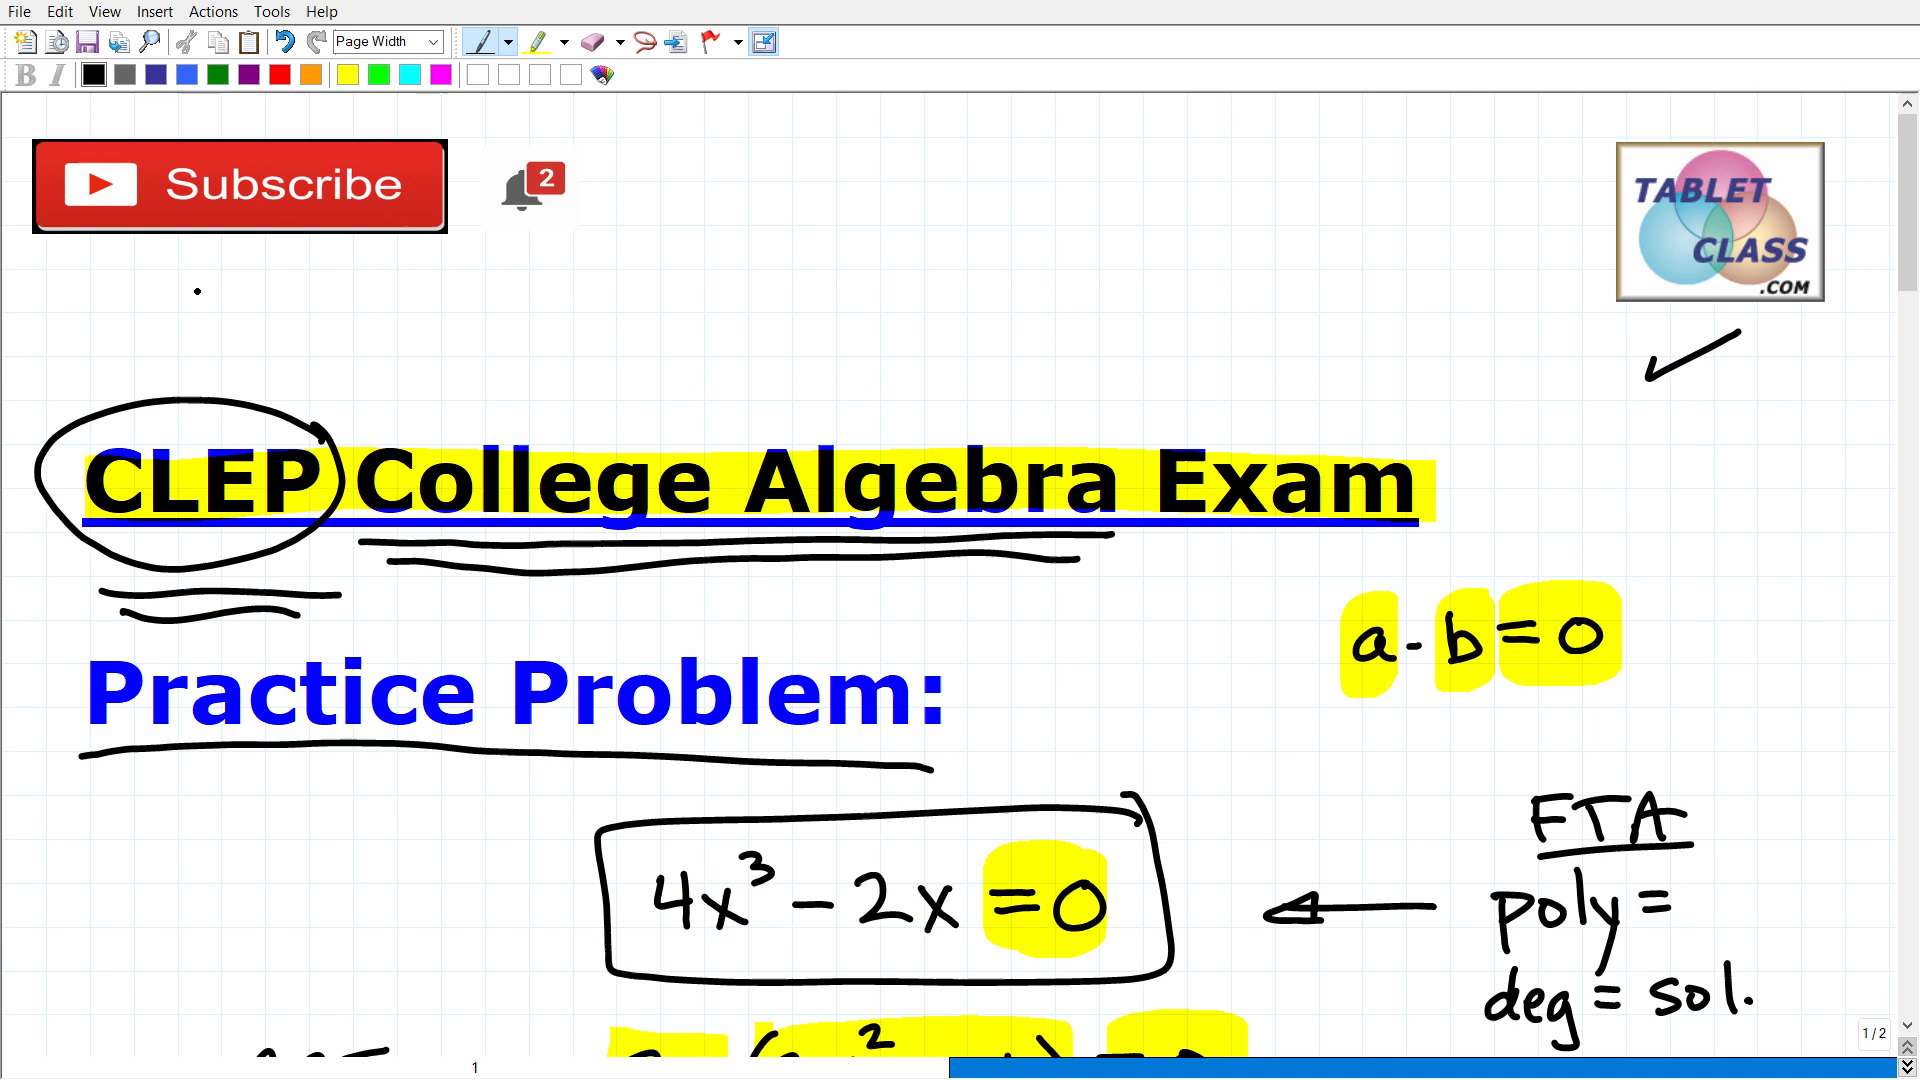 File Edit View Insert Actions Tools Help
Page Width
B I
Subscribe
2
TABLET
CLASS
.COM
CLEP College Algebra Exam
a · b = 0
Practice Problem:
FTA
4x³ - 2x = 0
poly =
deg = sol.
1 / 2
1